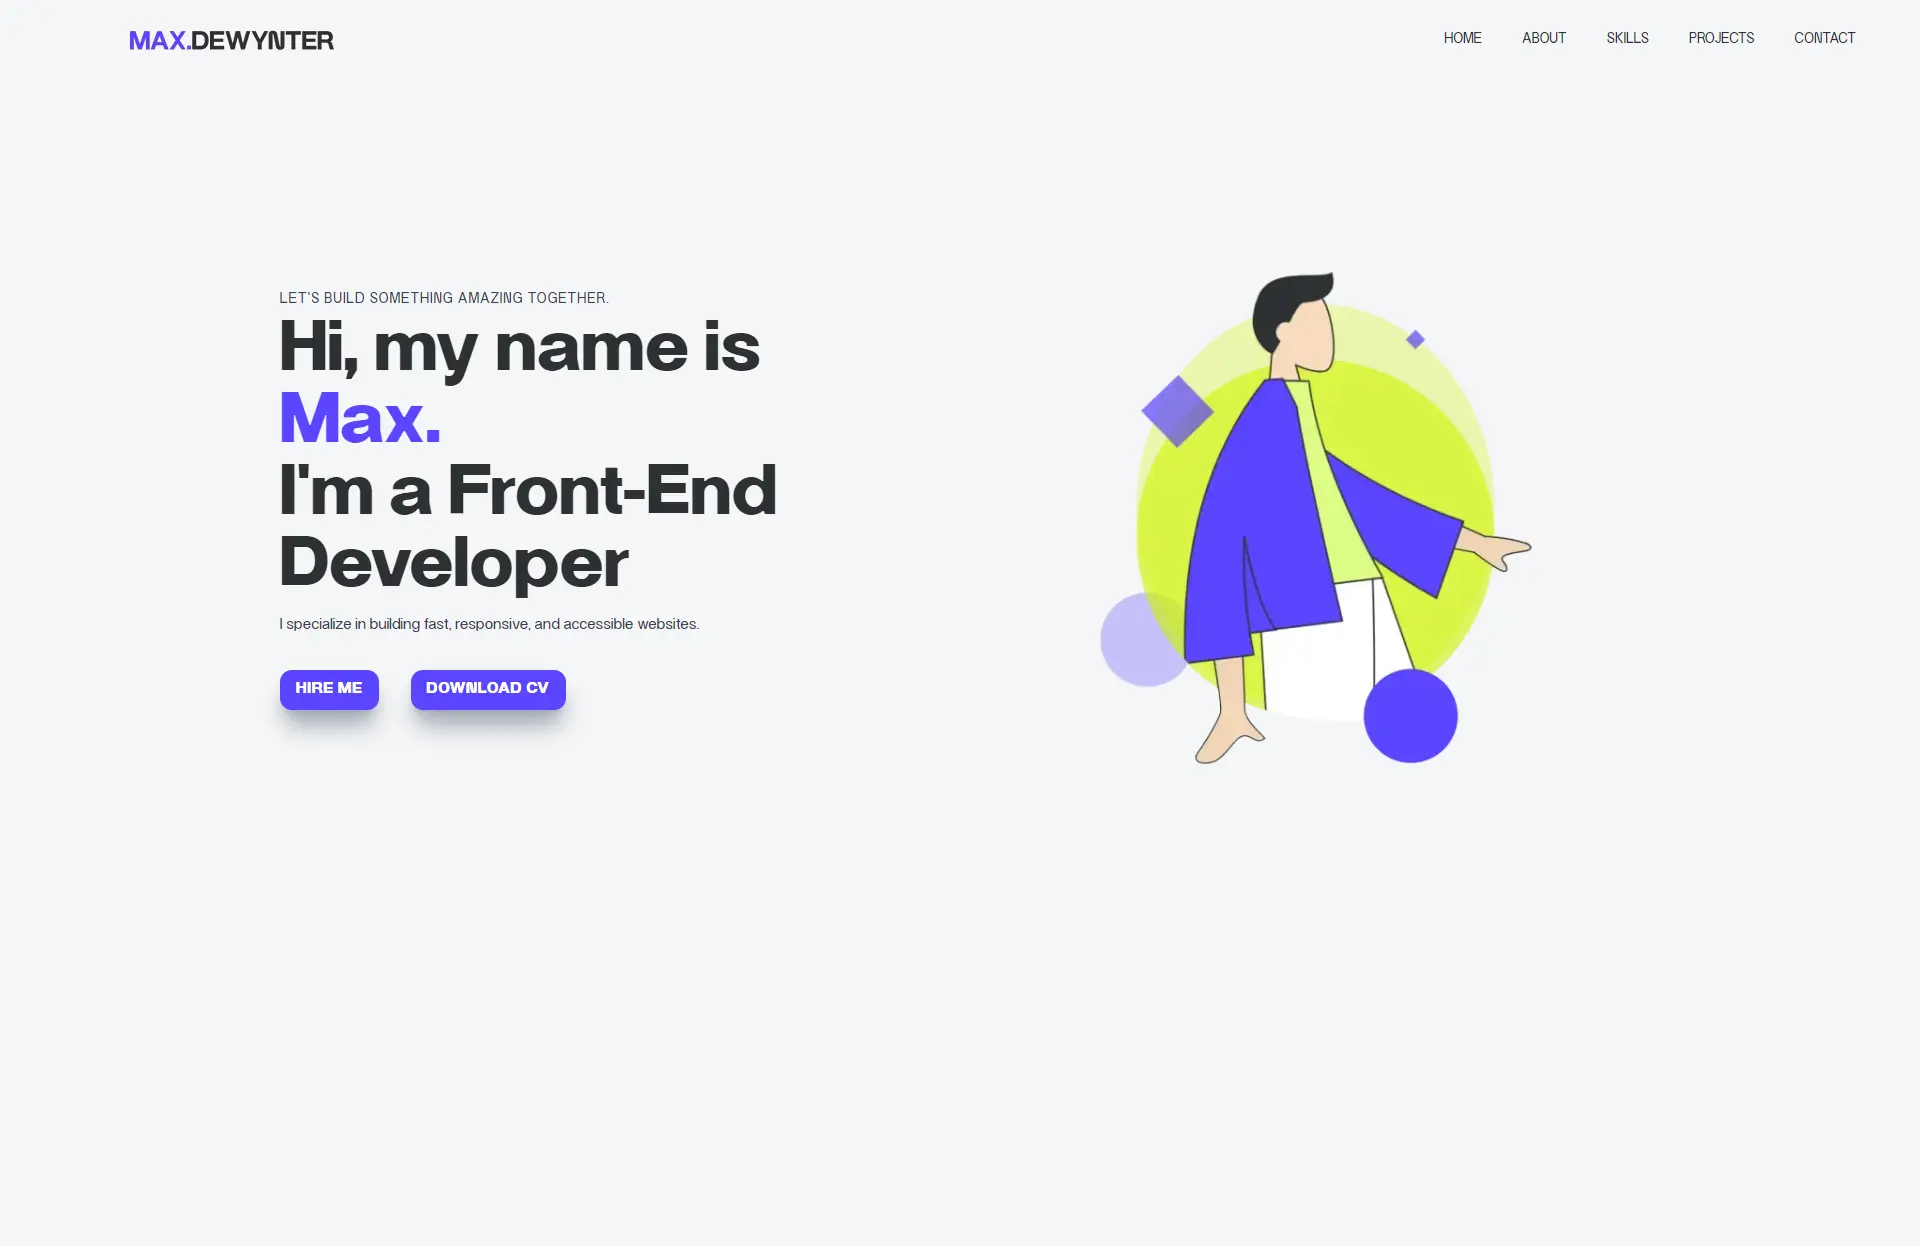 MAX.DEWYNTER
HOME ABOUT SKILLS PROJECTS CONTACT
LET'S BUILD SOMETHING AMAZING TOGETHER.
Hi, my name is
Max.
I'm a Front-End
Developer
I specialize in building fast, responsive, and accessible websites.
HIRE ME DOWNLOAD CV